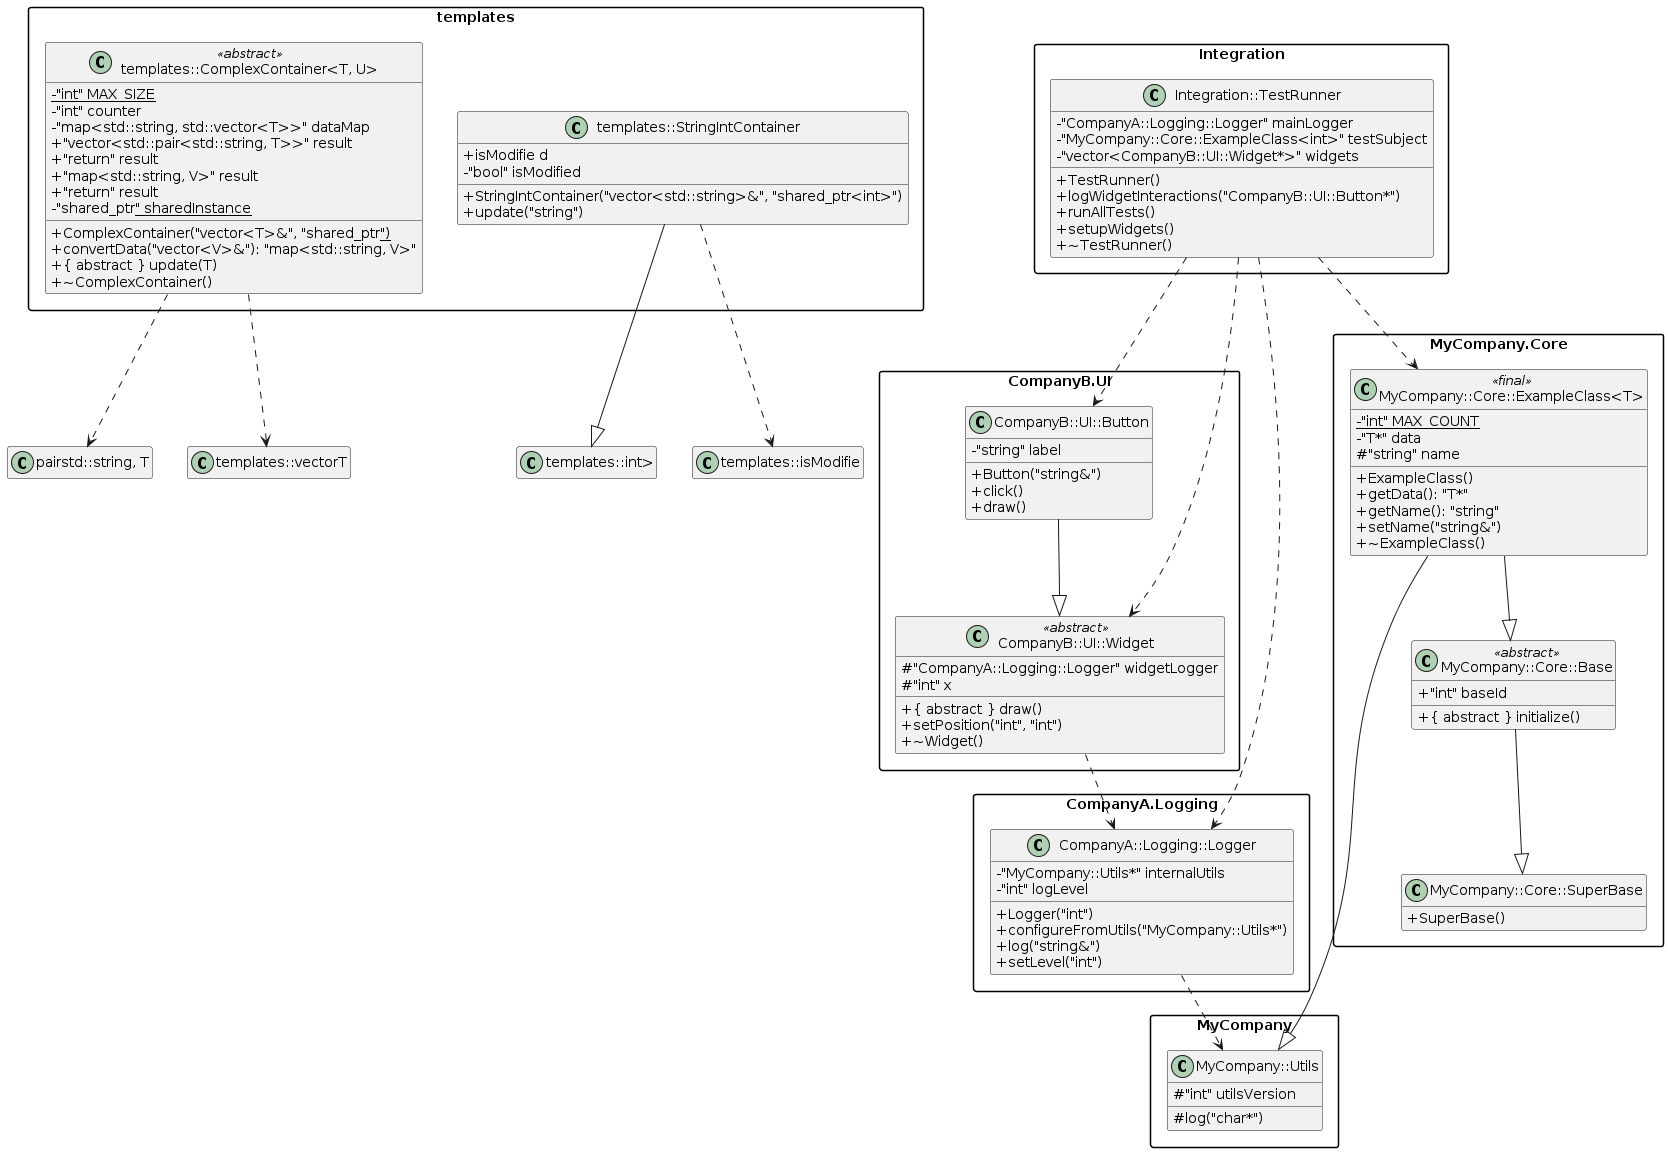 templates
«abstract»
C
templates::ComplexContainer<T, U>
-"int" MAX_SIZE
-"int" counter
-"map<std::string, std::vector<T>>" dataMap
+"vector<std::pair<std::string, T>>" result
+"return" result
+"map<std::string, V>" result
+"return" result
-"shared_ptr" sharedInstance
+ComplexContainer("vector<T>&", "shared_ptr")
+convertData("vector<V>&"): "map<std::string, V>"
+{ abstract } update(T)
+~ComplexContainer()
C
templates::StringIntContainer
+isModifie d
-"bool" isModified
+StringIntContainer("vector<std::string>&", "shared_ptr<int>")
+update("string")
Integration
C
Integration::TestRunner
-"CompanyA::Logging::Logger" mainLogger
-"MyCompany::Core::ExampleClass<int>" testSubject
-"vector<CompanyB::UI::Widget*>" widgets
+TestRunner()
+logWidgetInteractions("CompanyB::UI::Button*")
+runAllTests()
+setupWidgets()
+~TestRunner()
C
pairstd::string, T
C
templates::vectorT
C
templates::int>
C
templates::isModifie
CompanyB.UI
C
CompanyB::UI::Button
-"string" label
+Button("string&")
+click()
+draw()
«abstract»
C
CompanyB::UI::Widget
#"CompanyA::Logging::Logger" widgetLogger
#"int" x
+{ abstract } draw()
+setPosition("int", "int")
+~Widget()
MyCompany.Core
«final»
C
MyCompany::Core::ExampleClass<T>
-"int" MAX_COUNT
-"T*" data
#"string" name
+ExampleClass()
+getData(): "T*"
+getName(): "string"
+setName("string&")
+~ExampleClass()
«abstract»
C
MyCompany::Core::Base
+"int" baseId
+{ abstract } initialize()
C
MyCompany::Core::SuperBase
+SuperBase()
CompanyA.Logging
C
CompanyA::Logging::Logger
-"MyCompany::Utils*" internalUtils
-"int" logLevel
+Logger("int")
+configureFromUtils("MyCompany::Utils*")
+log("string&")
+setLevel("int")
MyCompany
C
MyCompany::Utils
#"int" utilsVersion
#log("char*")